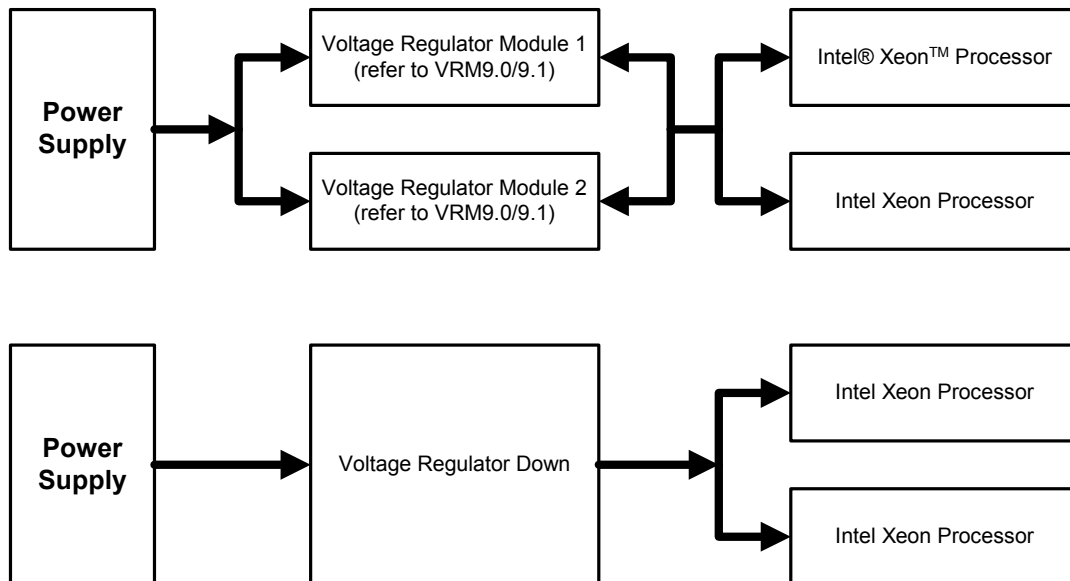 Power
Supply
Voltage Regulator Module 1
(refer to VRM9.0/9.1)
Voltage Regulator Module 2
(refer to VRM9.0/9.1)
Intel® Xeon™ Processor
Intel Xeon Processor
Power
Supply
Voltage Regulator Down
Intel Xeon Processor
Intel Xeon Processor